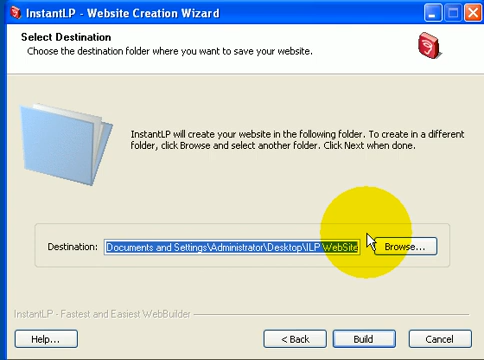 InstantLP - Website Creation Wizard
Select Destination
Choose the destination folder where you want to save your website.
InstantLP will create your website in the following folder. To create in a different
folder, click Browse and select another folder. Click Next when done.
Destination: Documents and Settings\Administrator\Desktop\ILP WebSite Browse...
InstantLP - Fastest and Easiest WebBuilder
Help... < Back Build Cancel